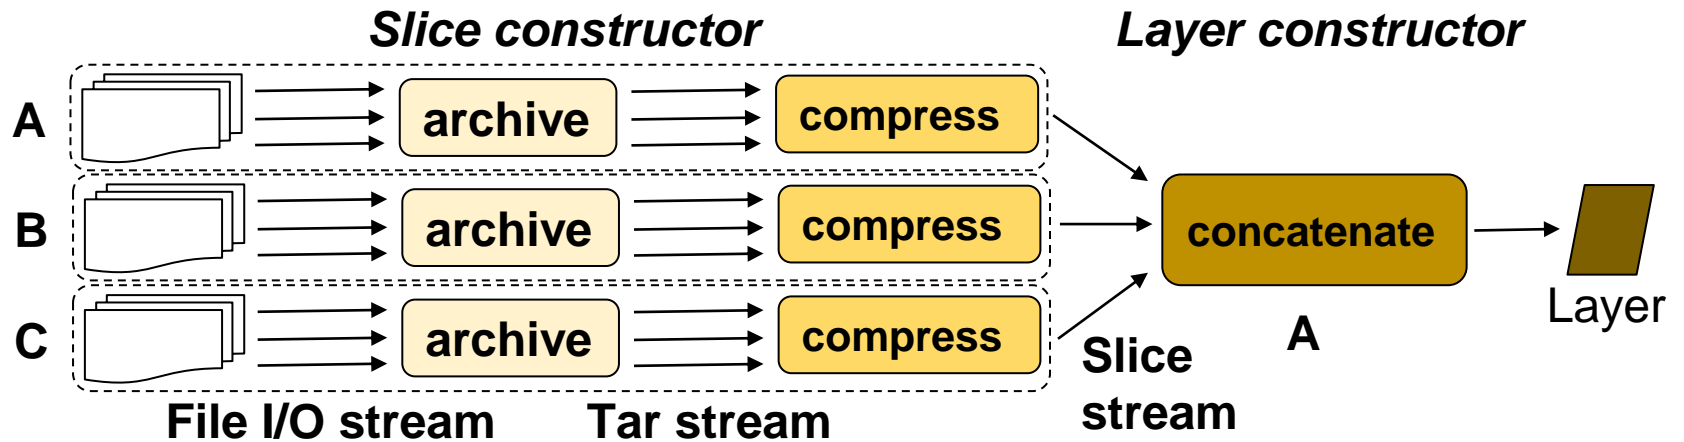 Slice constructor
Layer constructor
A
archive
compress
B
archive
compress
concatenate
Layer
C
archive
compress
A
Slice
stream
File I/O stream
Tar stream